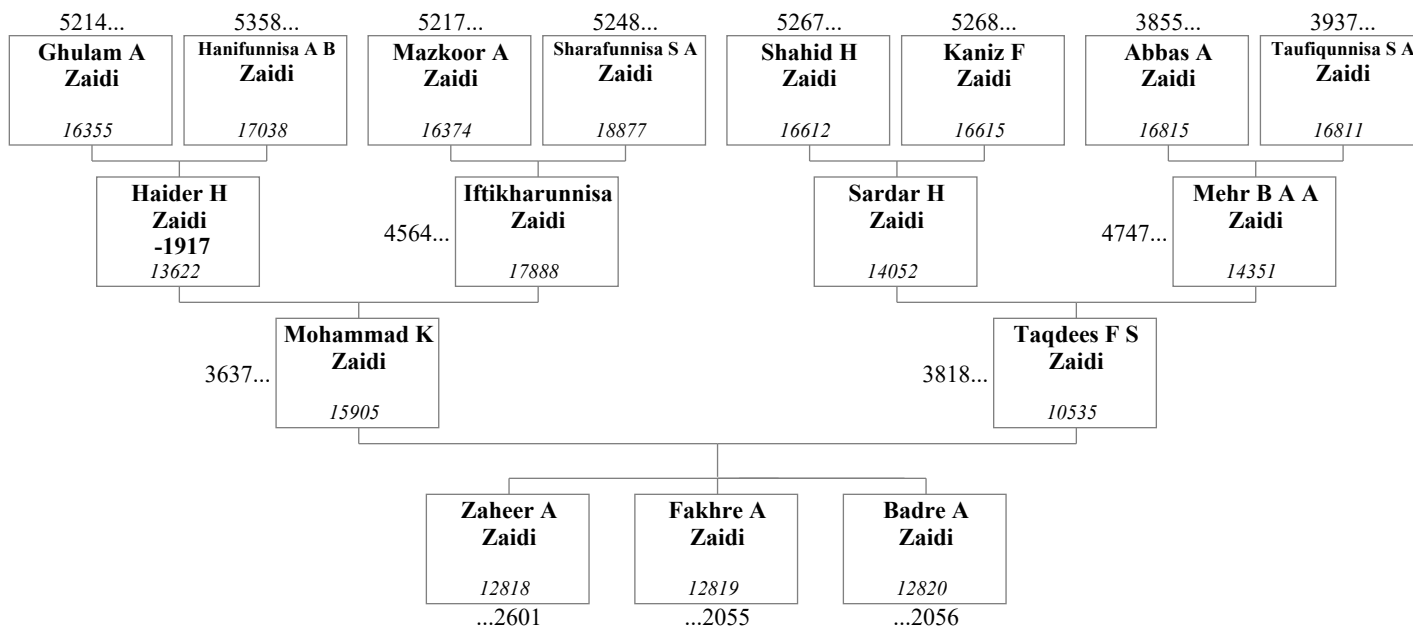 5214... 5358... 5217... 5248... 5267... 5268... 3855... 3937...
Ghulam A Zaidi 16355
Hanifunnisa A B Zaidi 17038
Mazkoor A Zaidi 16374
Sharafunnisa S A Zaidi 18877
Shahid H Zaidi 16612
Kaniz F Zaidi 16615
Abbas A Zaidi 16815
Taufiqunnisa S A Zaidi 16811
Haider H
Zaidi
-1917
13622
4564...
Iftikharunnisa
Zaidi
17888
Sardar H
Zaidi
14052
4747...
Mehr B A A
Zaidi
14351
3637...
Mohammad K
Zaidi
15905
3818...
Taqdees F S
Zaidi
10535
Zaheer A
Zaidi
12818
...2601
Fakhre A
Zaidi
12819
...2055
Badre A
Zaidi
12820
...2056